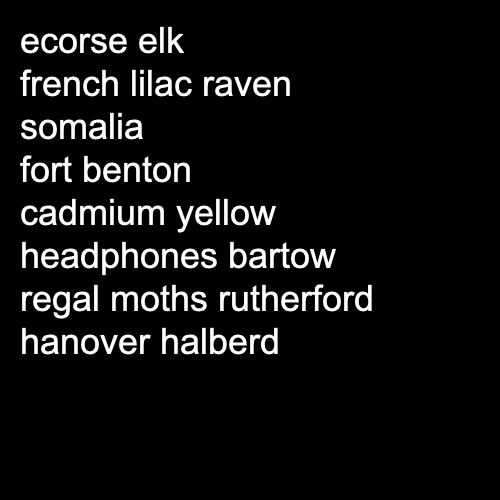 ecorse elk
french lilac raven
somalia
fort benton
cadmium yellow
headphones bartow
regal moths rutherford
hanover halberd